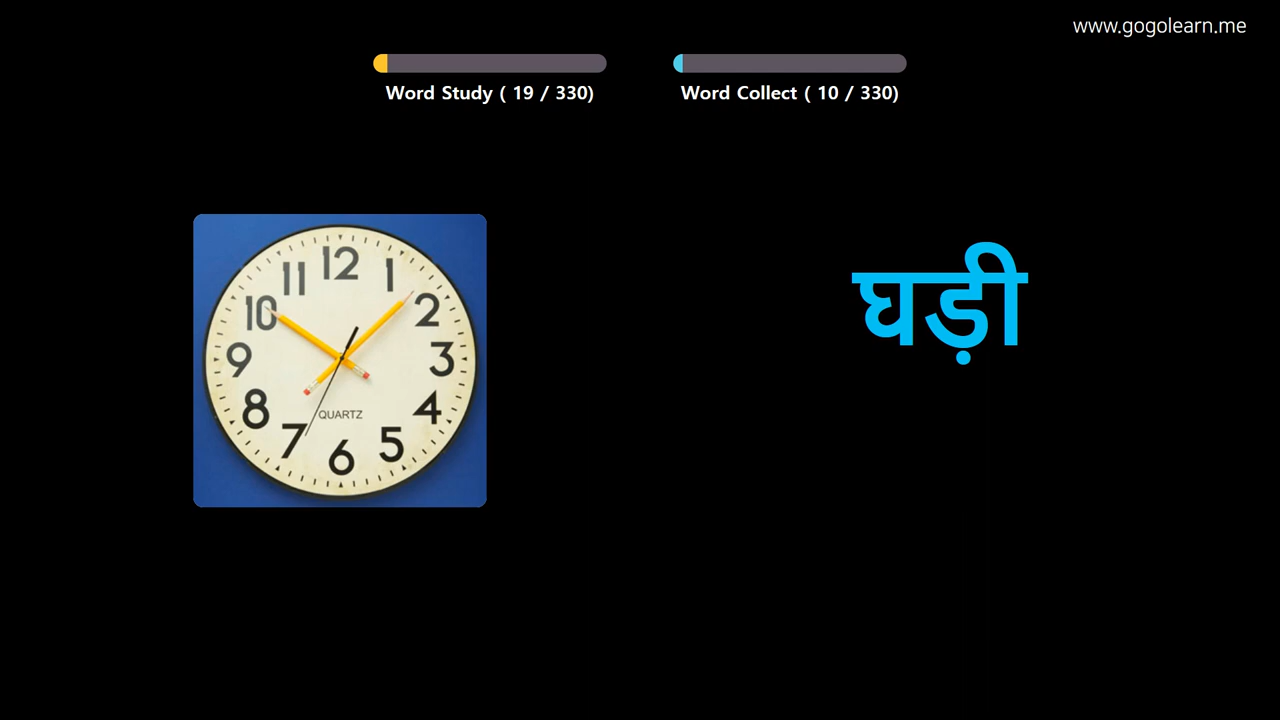 www.gogolearn.me
Word Study ( 19 / 330)
Word Collect ( 10 / 330)
12
11
1
10
2
9
3
8
4
QUARTZ
7
5
6
घड़ी